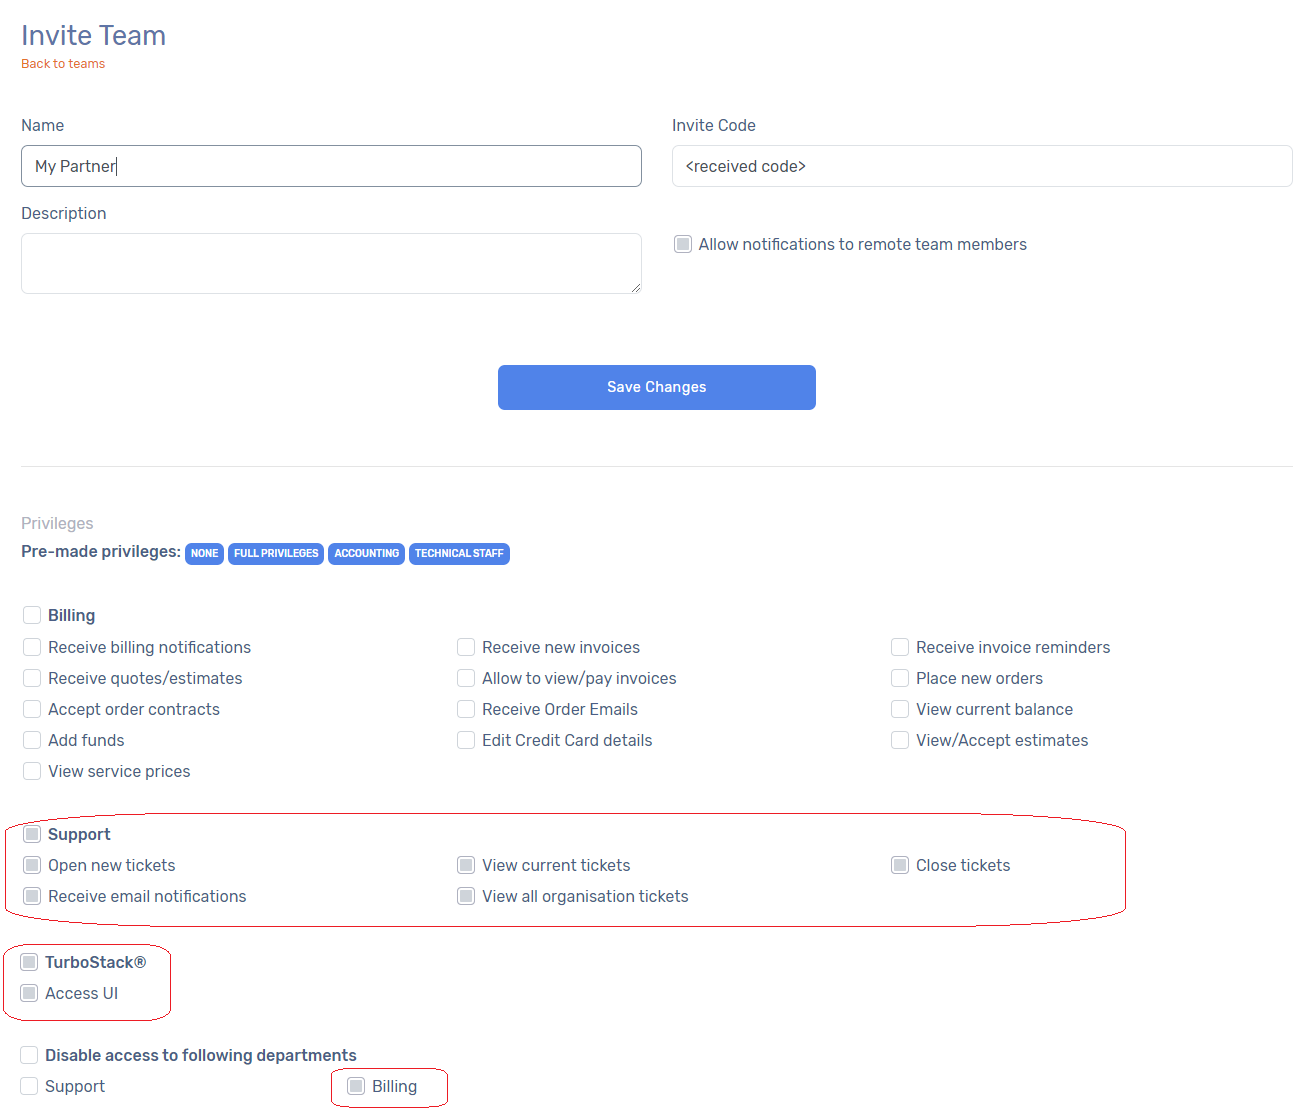 Invite Team
Back to teams
Name
Invite Code
My Partner
<received code>
Description
Allow notifications to remote team members
Save Changes
Privileges
Pre-made privileges: NONE FULL PRIVILEGES ACCOUNTING TECHNICAL STAFF
Billing
Receive billing notifications
Receive new invoices
Receive invoice reminders
Receive quotes/estimates
Allow to view/pay invoices
Place new orders
Accept order contracts
Receive Order Emails
View current balance
Add funds
Edit Credit Card details
View/Accept estimates
View service prices
Support
Open new tickets
View current tickets
Close tickets
Receive email notifications
View all organisation tickets
TurboStack®
Access UI
Disable access to following departments
Support
Billing